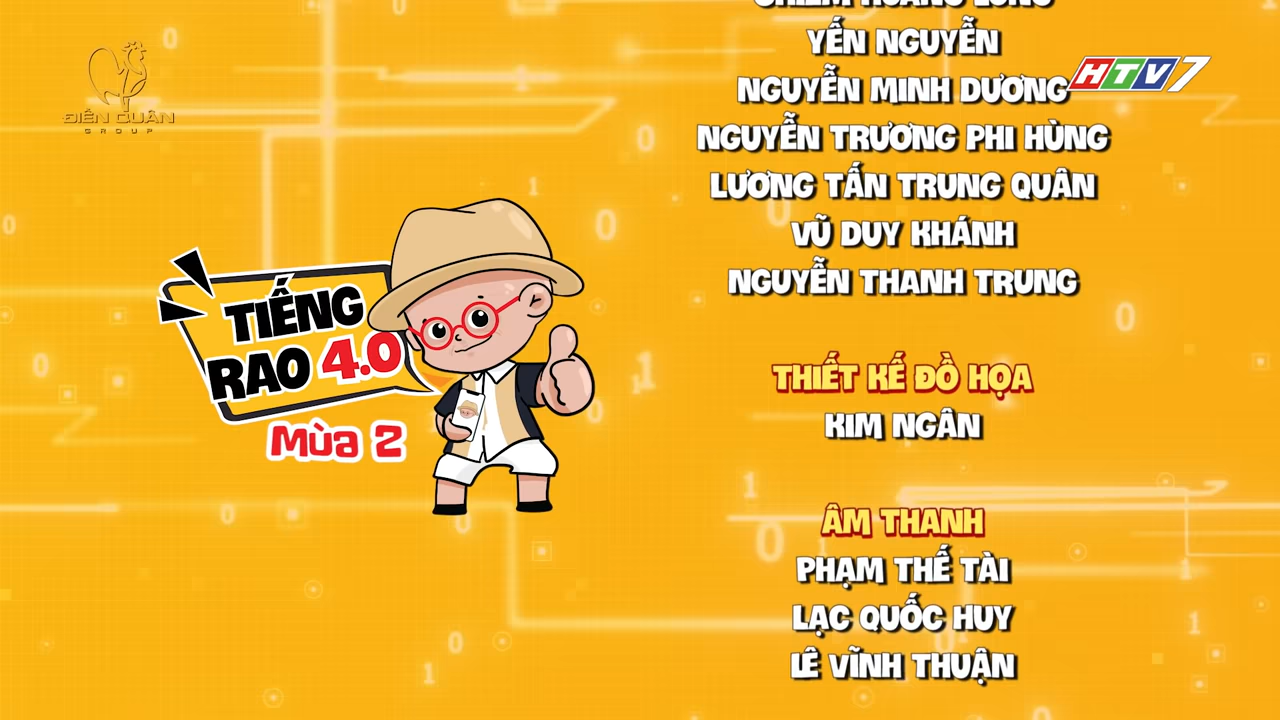 ĐIỀN QUÂN
GROUP
HTV7
TIẾNG
RAO 4.0
Mùa 2
YẾN NGUYỄN
NGUYỄN MINH DƯƠNG
NGUYỄN TRƯƠNG PHI HÙNG
LƯƠNG TẤN TRUNG QUÂN
VŨ DUY KHÁNH
NGUYỄN THANH TRUNG
THIẾT KẾ ĐỒ HỌA
KIM NGÂN
ÂM THANH
PHẠM THẾ TÀI
LẠC QUỐC HUY
LÊ VĨNH THUẬN